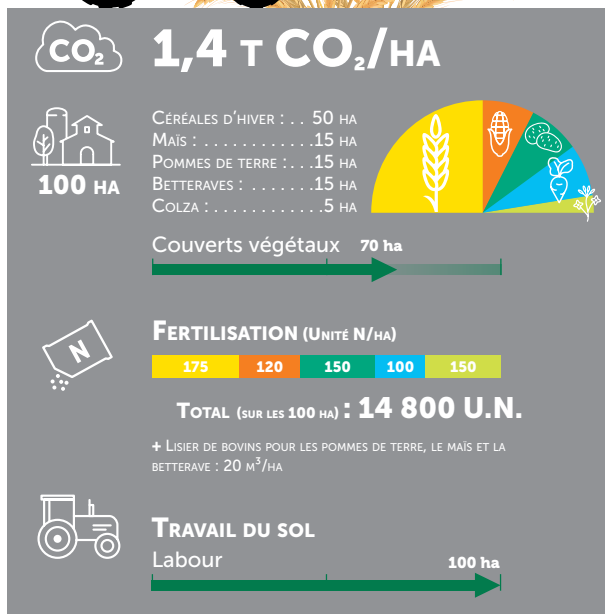 CO₂
1,4 T CO₂/HA
100 HA
CÉRÉALES D'HIVER : . . 50 HA
MAÏS : . . . . . . . . . . . .15 HA
POMMES DE TERRE : . . .15 HA
BETTERAVES : . . . . . . .15 HA
COLZA : . . . . . . . . . . . .5 HA
Couverts végétaux 70 ha
N
FERTILISATION (UNITÉ N/HA)
175 120 150 100 150
TOTAL (SUR LES 100 HA) : 14 800 U.N.
+ LISIER DE BOVINS POUR LES POMMES DE TERRE, LE MAÏS ET LA
BETTERAVE : 20 M³/HA
TRAVAIL DU SOL
Labour 100 ha